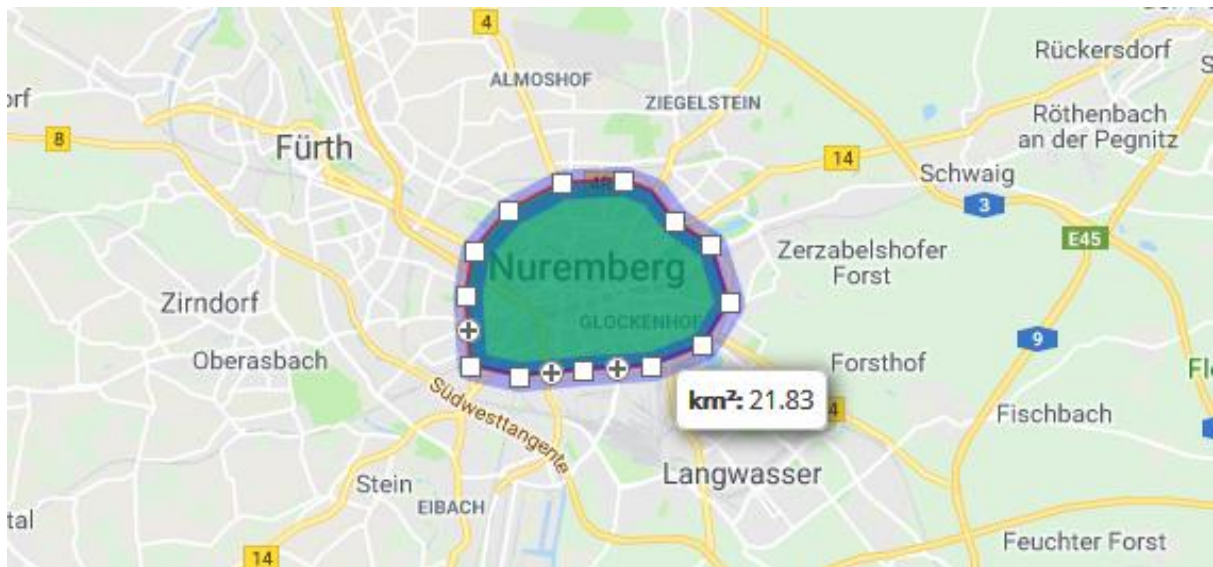 4
Rückersdorf
ALMOSHOF
ZIEGELSTEIN
Röthenbach
an der Pegnitz
8
Fürth
14
Schwaig
3
E45
Nuremberg
Zerzabelshofer
Forst
Zirndorf
GLOCKENHOF
9
Oberasbach
Forsthof
Südwesttangente
km²: 21.83
4
Fischbach
Langwasser
Stein
EIBACH
14
Feuchter Forst